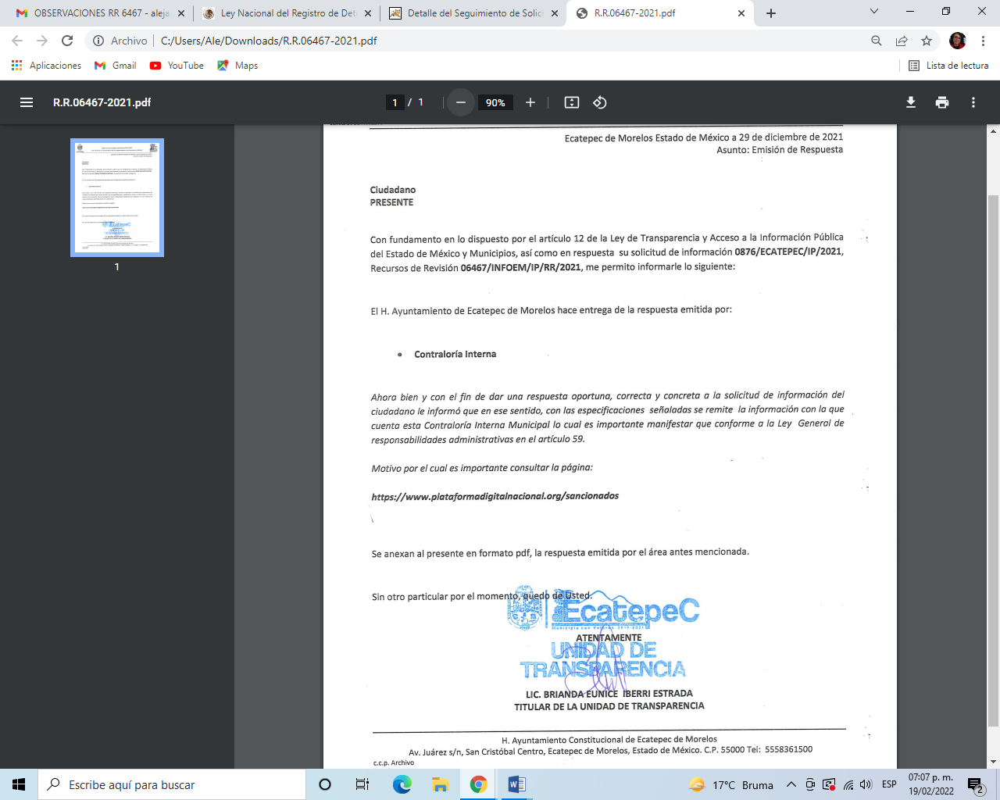 OBSERVACIONES RR 6467 - aleja
Ley Nacional del Registro de Det
Detalle del Seguimiento de Solici
R.R.06467-2021.pdf
Archivo
C:/Users/Ale/Downloads/R.R.06467-2021.pdf
Aplicaciones
Gmail
YouTube
Maps
Lista de lectura
R.R.06467-2021.pdf
1 / 1
90%
1
Ecatepec de Morelos Estado de México a 29 de diciembre de 2021
Asunto: Emisión de Respuesta
Ciudadano
PRESENTE
Con fundamento en lo dispuesto por el artículo 12 de la Ley de Transparencia y Acceso a la Información Pública
del Estado de México y Municipios, así como en respuesta su solicitud de información 0876/ECATEPEC/IP/2021,
Recursos de Revisión 06467/INFOEM/IP/RR/2021, me permito informarle lo siguiente:
El H. Ayuntamiento de Ecatepec de Morelos hace entrega de la respuesta emitida por:
• Contraloría Interna
Ahora bien y con el fin de dar una respuesta oportuna, correcta y concreta a la solicitud de información del
ciudadano le informó que en ese sentido, con las especificaciones señaladas se remite la información con la que
cuenta esta Contraloría Interna Municipal lo cual es importante manifestar que conforme a la Ley General de
responsabilidades administrativas en el artículo 59.
Motivo por el cual es importante consultar la página:
https://www.plataformadigitalnacional.org/sancionados
Se anexan al presente en formato pdf, la respuesta emitida por el área antes mencionada.
Sin otro particular por el momento, quedo de Usted.
EcatepeC
Municipio con Valores 2019-2021
ATENTAMENTE
UNIDAD DE
TRANSPARENCIA
LIC. BRIANDA EUNICE IBERRI ESTRADA
TITULAR DE LA UNIDAD DE TRANSPARENCIA
H. Ayuntamiento Constitucional de Ecatepec de Morelos
Av. Juárez s/n, San Cristóbal Centro, Ecatepec de Morelos, Estado de México. C.P. 55000 Tel: 5558361500
c.c.p. Archivo
Escribe aquí para buscar
17°C Bruma
ESP
07:07 p. m.
19/02/2022
2